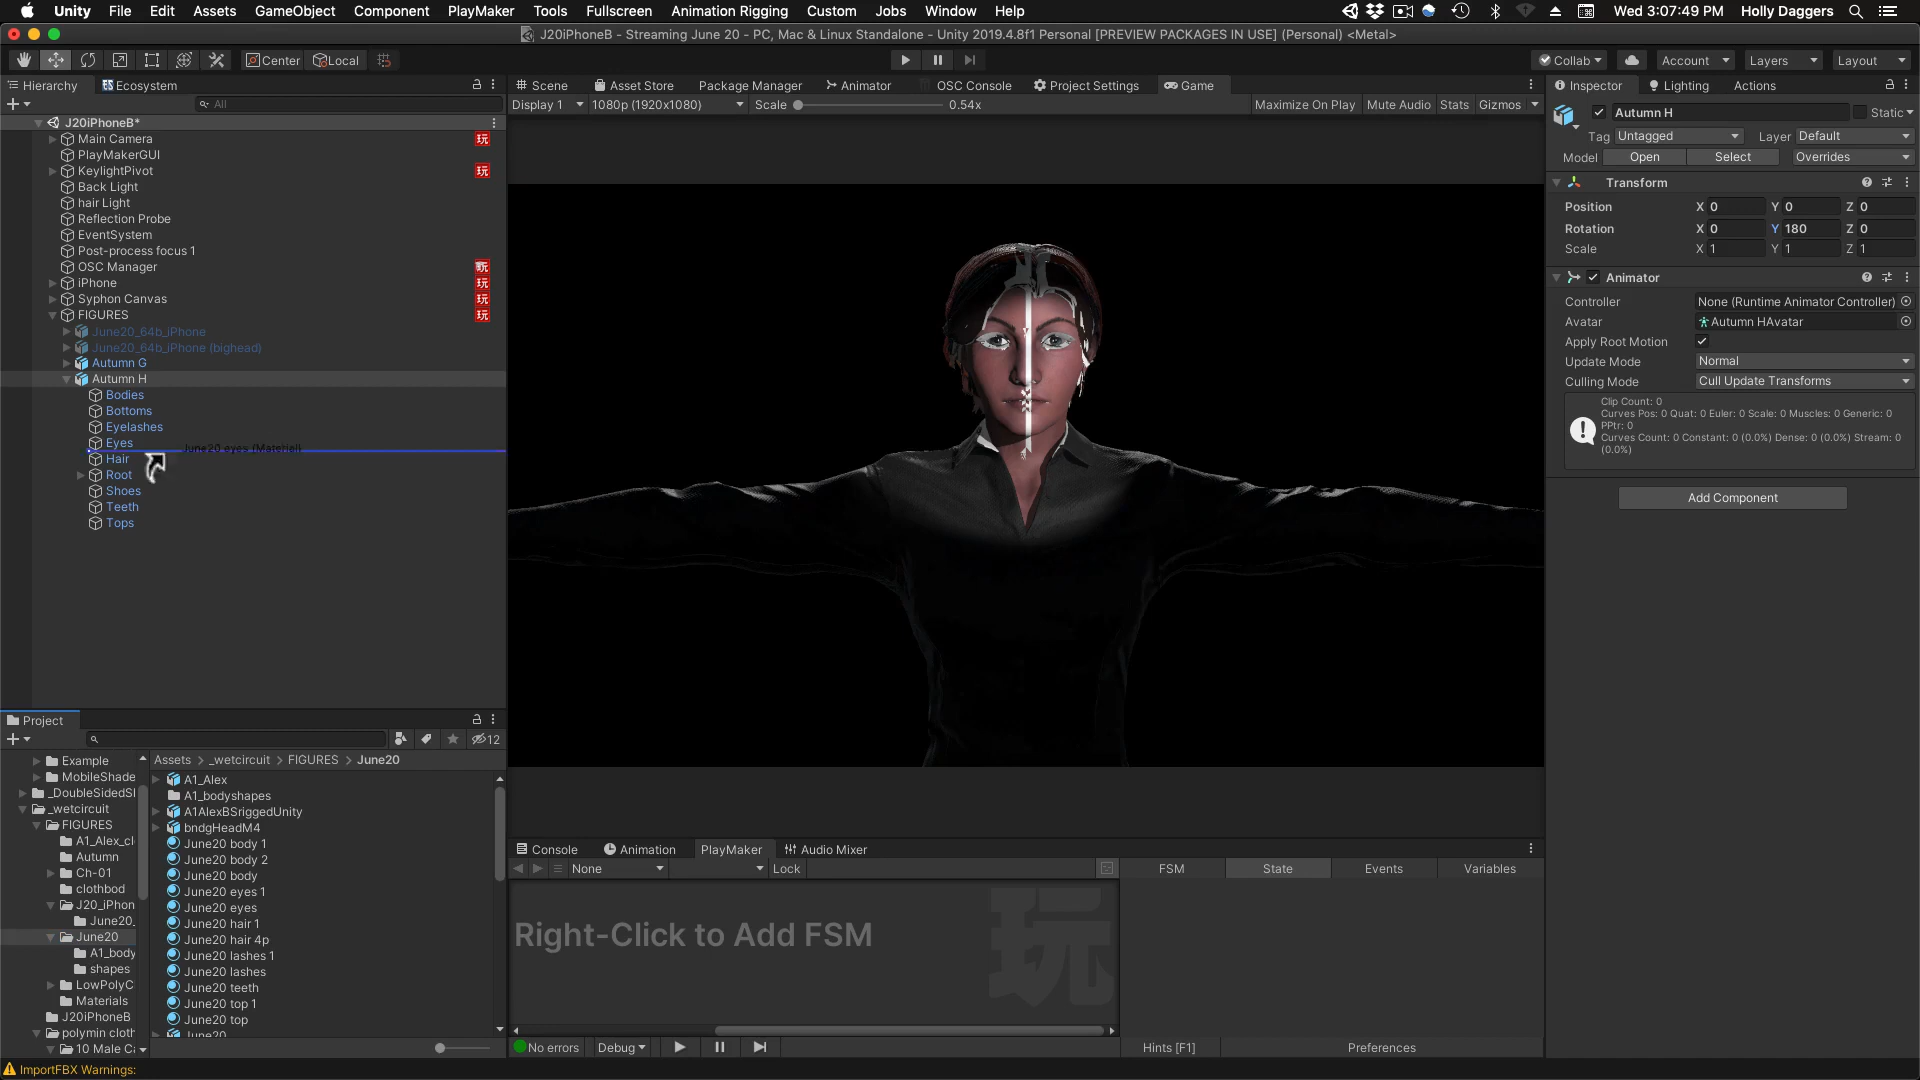 Unity File Edit Assets GameObject Component PlayMaker Tools Fullscreen Animation Rigging Custom Jobs Window Help Wed 3:07:49 PM Holly Daggers
J20iPhoneB - Streaming June 20 - PC, Mac & Linux Standalone - Unity 2019.4.8f1 Personal [PREVIEW PACKAGES IN USE] (Personal) <Metal>
Center Local Collab Account Layers Layout
Hierarchy Ecosystem
All
J20iPhoneB*
Main Camera 玩
PlayMakerGUI
KeylightPivot 玩
Back Light
hair Light
Reflection Probe
EventSystem
Post-process focus 1
OSC Manager 玩
iPhone 玩
Syphon Canvas 玩
FIGURES 玩
June20_64b_iPhone
June20_64b_iPhone (bighead)
Autumn G
Autumn H
Bodies
Bottoms
Eyelashes
Eyes
June20 eyes (Material)
Hair
Root
Shoes
Teeth
Tops
Scene Asset Store Package Manager Animator OSC Console Project Settings Game
Display 1 1080p (1920x1080) Scale 0.54x Maximize On Play Mute Audio Stats Gizmos
Inspector Lighting Actions
Autumn H Static
Tag Untagged Layer Default
Model Open Select Overrides
Transform
Position X 0 Y 0 Z 0
Rotation X 0 Y 180 Z 0
Scale X 1 Y 1 Z 1
Animator
Controller None (Runtime Animator Controller)
Avatar Autumn HAvatar
Apply Root Motion
Update Mode Normal
Culling Mode Cull Update Transforms
Clip Count: 0
Curves Pos: 0 Quat: 0 Euler: 0 Scale: 0 Muscles: 0 Generic: 0
PPtr: 0
Curves Count: 0 Constant: 0 (0.0%) Dense: 0 (0.0%) Stream: 0
(0.0%)
Add Component
Project
12
Example
MobileShade
_DoubleSidedSl
_wetcircuit
FIGURES
A1_Alex_cl
Autumn
Ch-01
clothbod
J20_iPhon
June20_
June20
A1_body
shapes
LowPolyC
Materials
J20iPhoneB
polymin cloth
10 Male Ca
Assets > _wetcircuit > FIGURES > June20
A1_Alex
A1_bodyshapes
A1AlexBSriggedUnity
bndgHeadM4
June20 body 1
June20 body 2
June20 body
June20 eyes 1
June20 eyes
June20 hair 1
June20 hair 4p
June20 lashes 1
June20 lashes
June20 teeth
June20 top 1
June20 top
June20
Console Animation PlayMaker Audio Mixer
None Lock FSM State Events Variables
Right-Click to Add FSM
玩
No errors Debug Hints [F1] Preferences
ImportFBX Warnings: